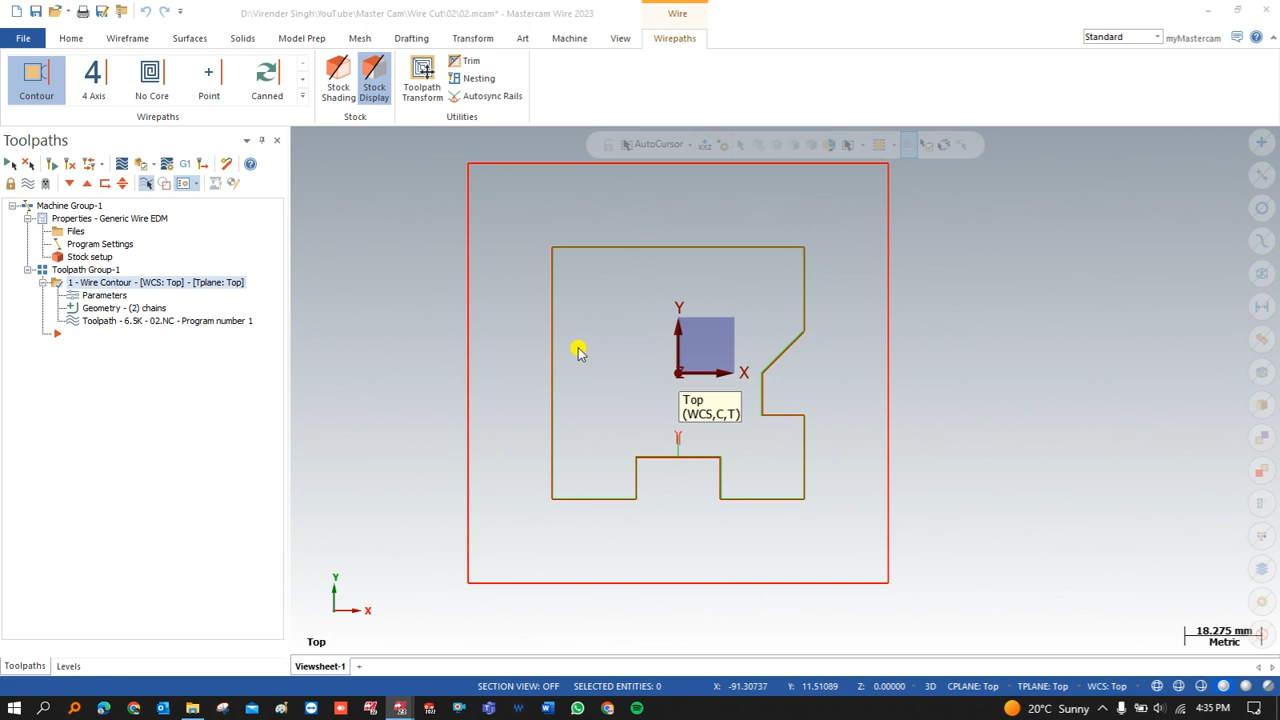 D:\Virender Singh\YouTube\Master Cam\Wire Cut\02\02.mcam* - Mastercam Wire 2023
Wire
File Home Wireframe Surfaces Solids Model Prep Mesh Drafting Transform Art Machine View Wirepaths
Standard
myMastercam
Contour
4
4 Axis
No Core
Point
Canned
Stock Shading
Stock Display
Toolpath Transform
Trim
Nesting
Autosync Rails
Wirepaths
Stock
Utilities
Toolpaths
AutoCursor
G1
Machine Group-1
Properties - Generic Wire EDM
Files
Program Settings
Stock setup
Toolpath Group-1
1 - Wire Contour - [WCS: Top] - [Tplane: Top]
Parameters
Geometry - (2) chains
Toolpath - 6.5K - 02.NC - Program number 1
Y
X
Z
Top
(WCS,C,T)
Y
Y
X
Top
18.275 mm
Metric
Toolpaths Levels
Viewsheet-1
SECTION VIEW: OFF SELECTED ENTITIES: 0 X: -91.30737 Y: 11.51089 Z: 0.00000 3D CPLANE: Top TPLANE: Top WCS: Top
20°C Sunny
4:35 PM